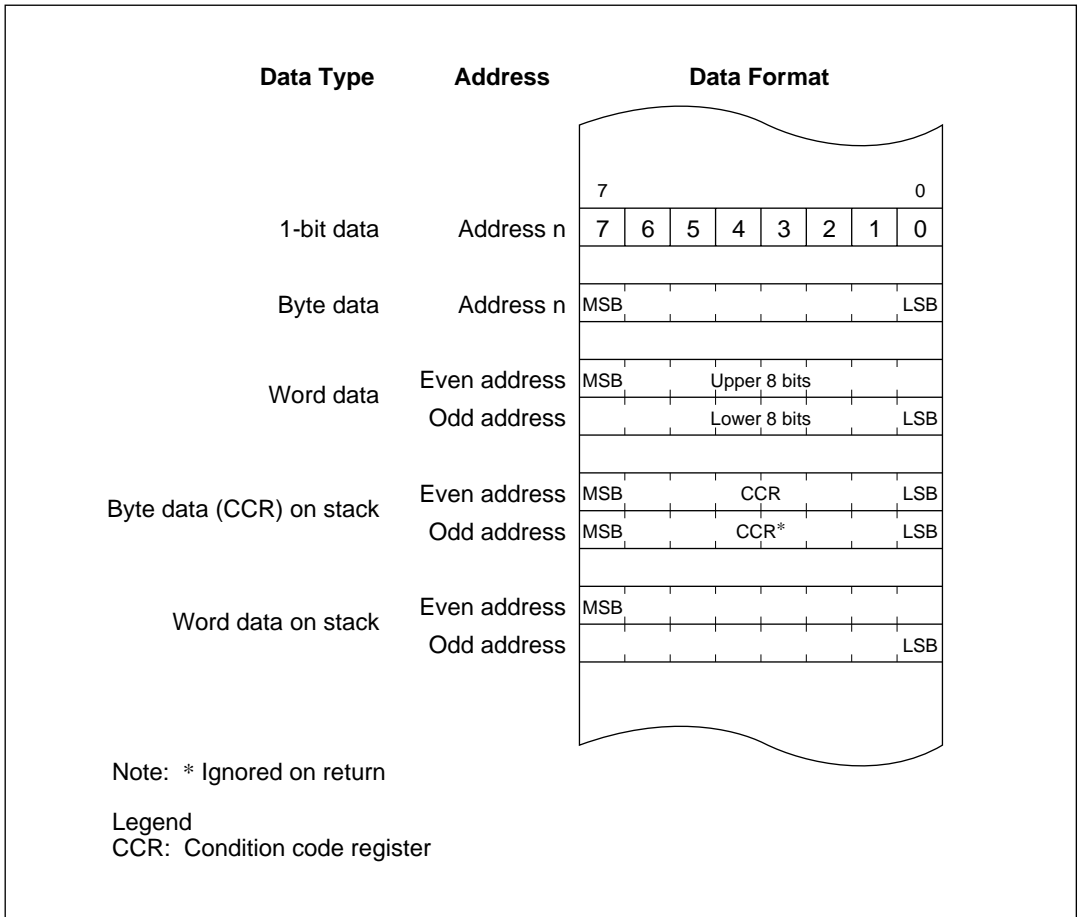 Data Type Address Data Format
7 0
1-bit data Address n 7 6 5 4 3 2 1 0
Byte data Address n MSB LSB
Word data
Even address MSB Upper 8 bits
Odd address Lower 8 bits LSB
Byte data (CCR) on stack
Even address MSB CCR LSB
Odd address MSB CCR* LSB
Word data on stack
Even address MSB
Odd address LSB
Note: * Ignored on return
Legend
CCR: Condition code register